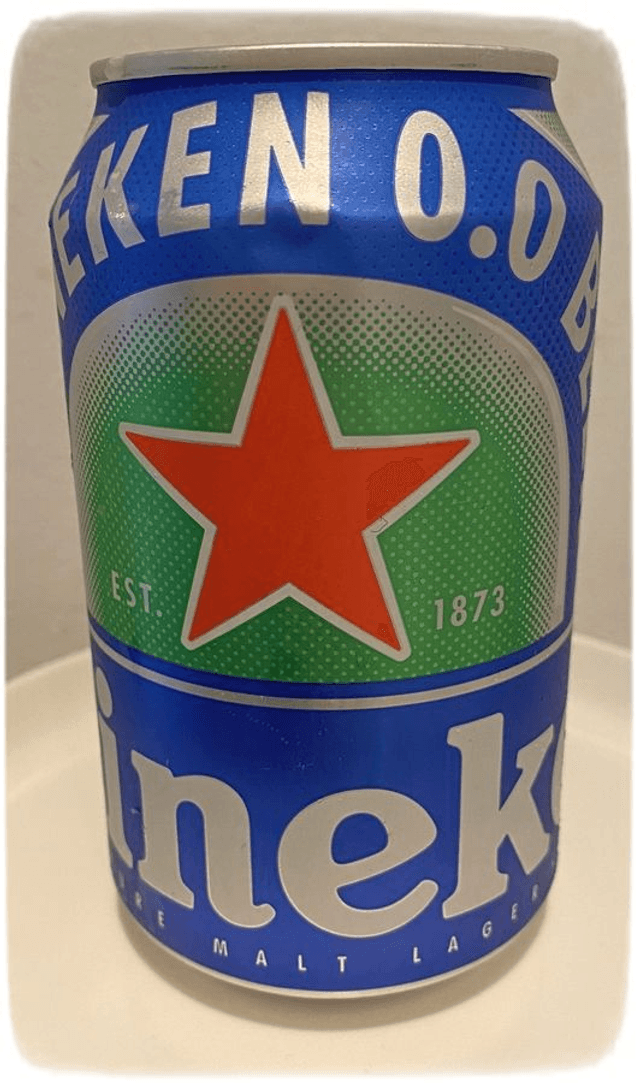 EKEN 0.0
EST. 1873
ineke
MALT LAGER